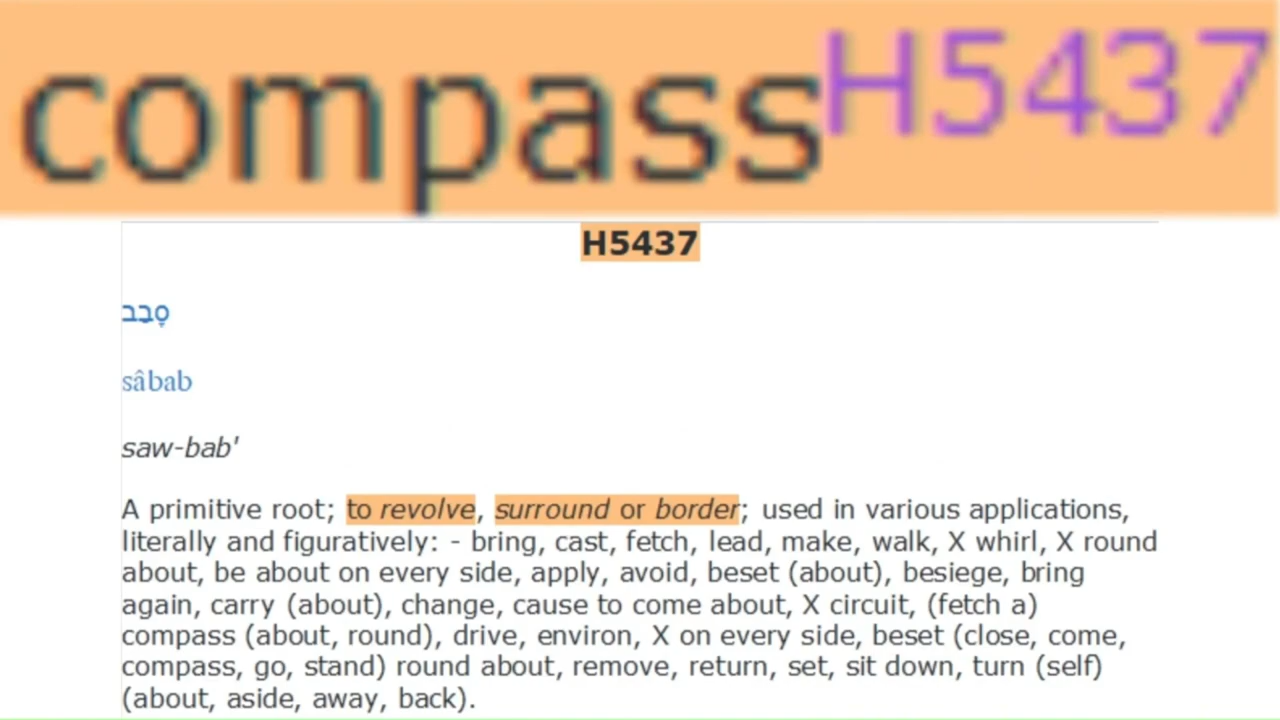 compassH5437
H5437
סָבַב
sâbab
saw-bab'
A primitive root; to revolve, surround or border; used in various applications,
literally and figuratively: - bring, cast, fetch, lead, make, walk, X whirl, X round
about, be about on every side, apply, avoid, beset (about), besiege, bring
again, carry (about), change, cause to come about, X circuit, (fetch a)
compass (about, round), drive, environ, X on every side, beset (close, come,
compass, go, stand) round about, remove, return, set, sit down, turn (self)
(about, aside, away, back).